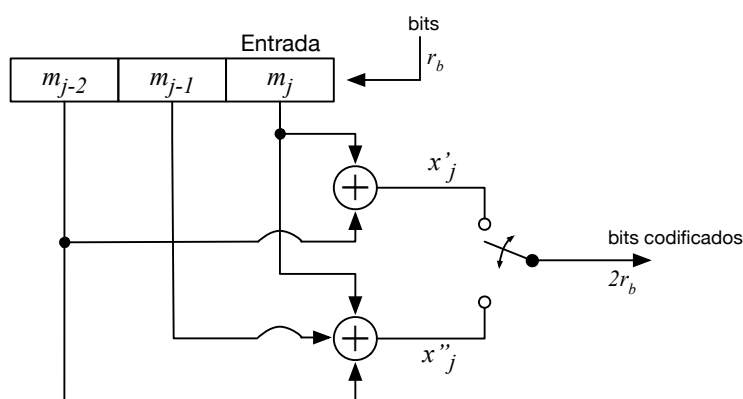 bits
Entrada
r_b
m_{j-2} m_{j-1} m_j
x'_j
bits codificados
2r_b
x"_j